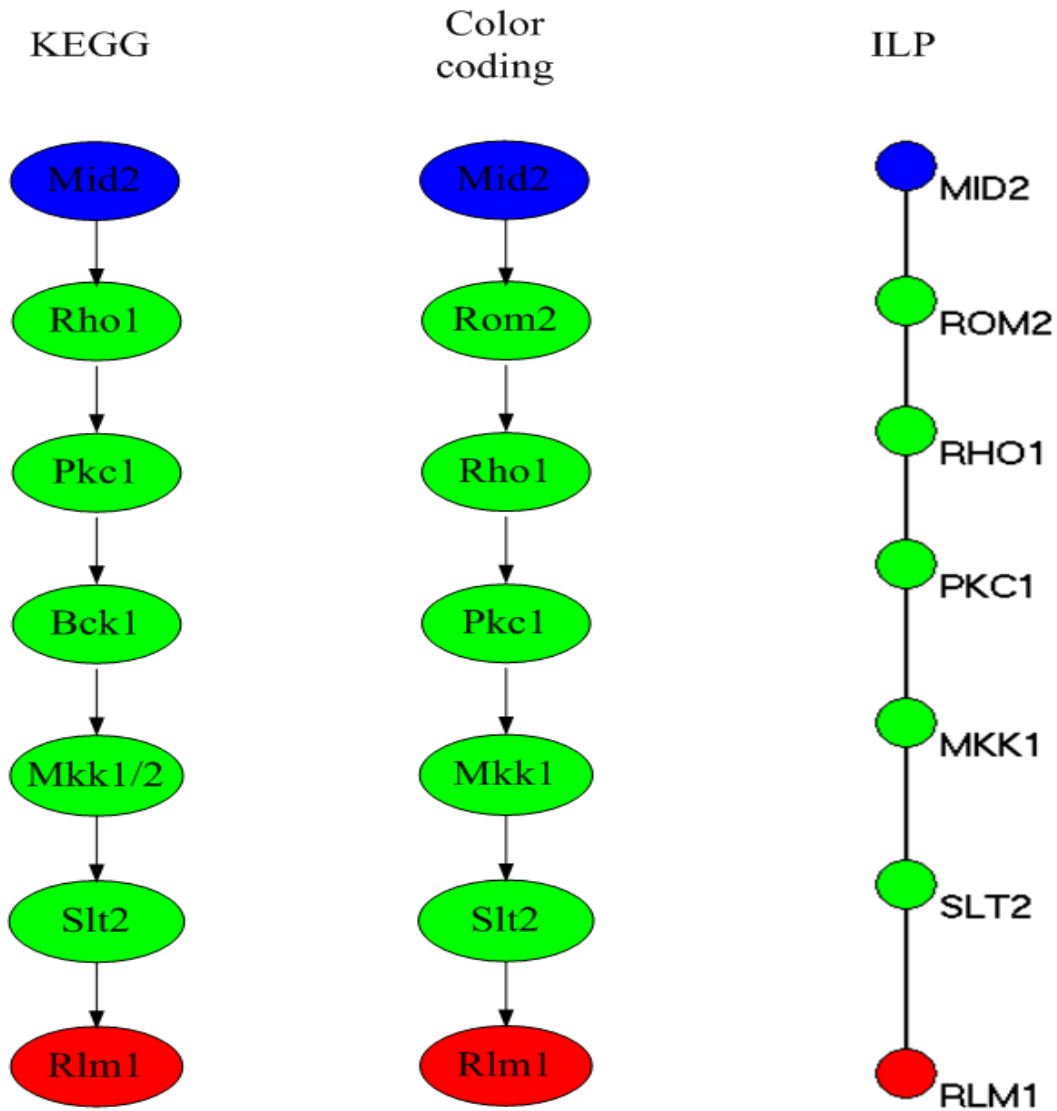 KEGG
Color
coding
ILP
Mid2
Rho1
Pkc1
Bck1
Mkk1/2
Slt2
Rlm1
Mid2
Rom2
Rho1
Pkc1
Mkk1
Slt2
Rlm1
MID2
ROM2
RHO1
PKC1
MKK1
SLT2
RLM1